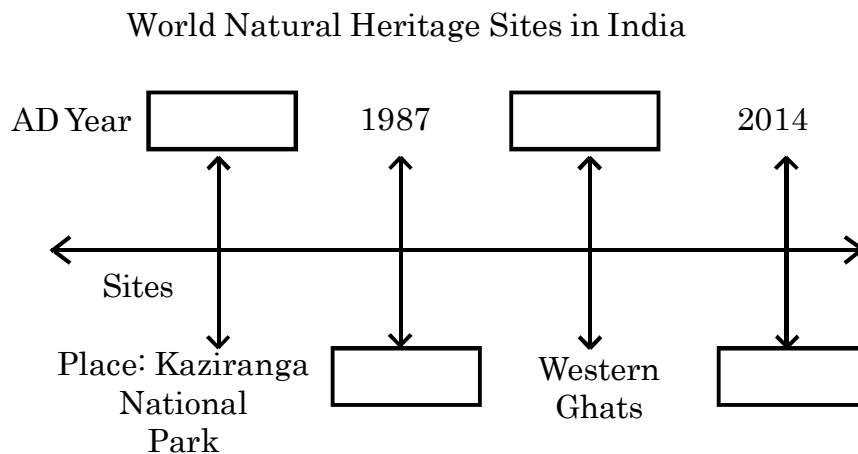 World Natural Heritage Sites in India
AD Year 1987 2014
Sites
Place: Kaziranga
National
Park
Western
Ghats